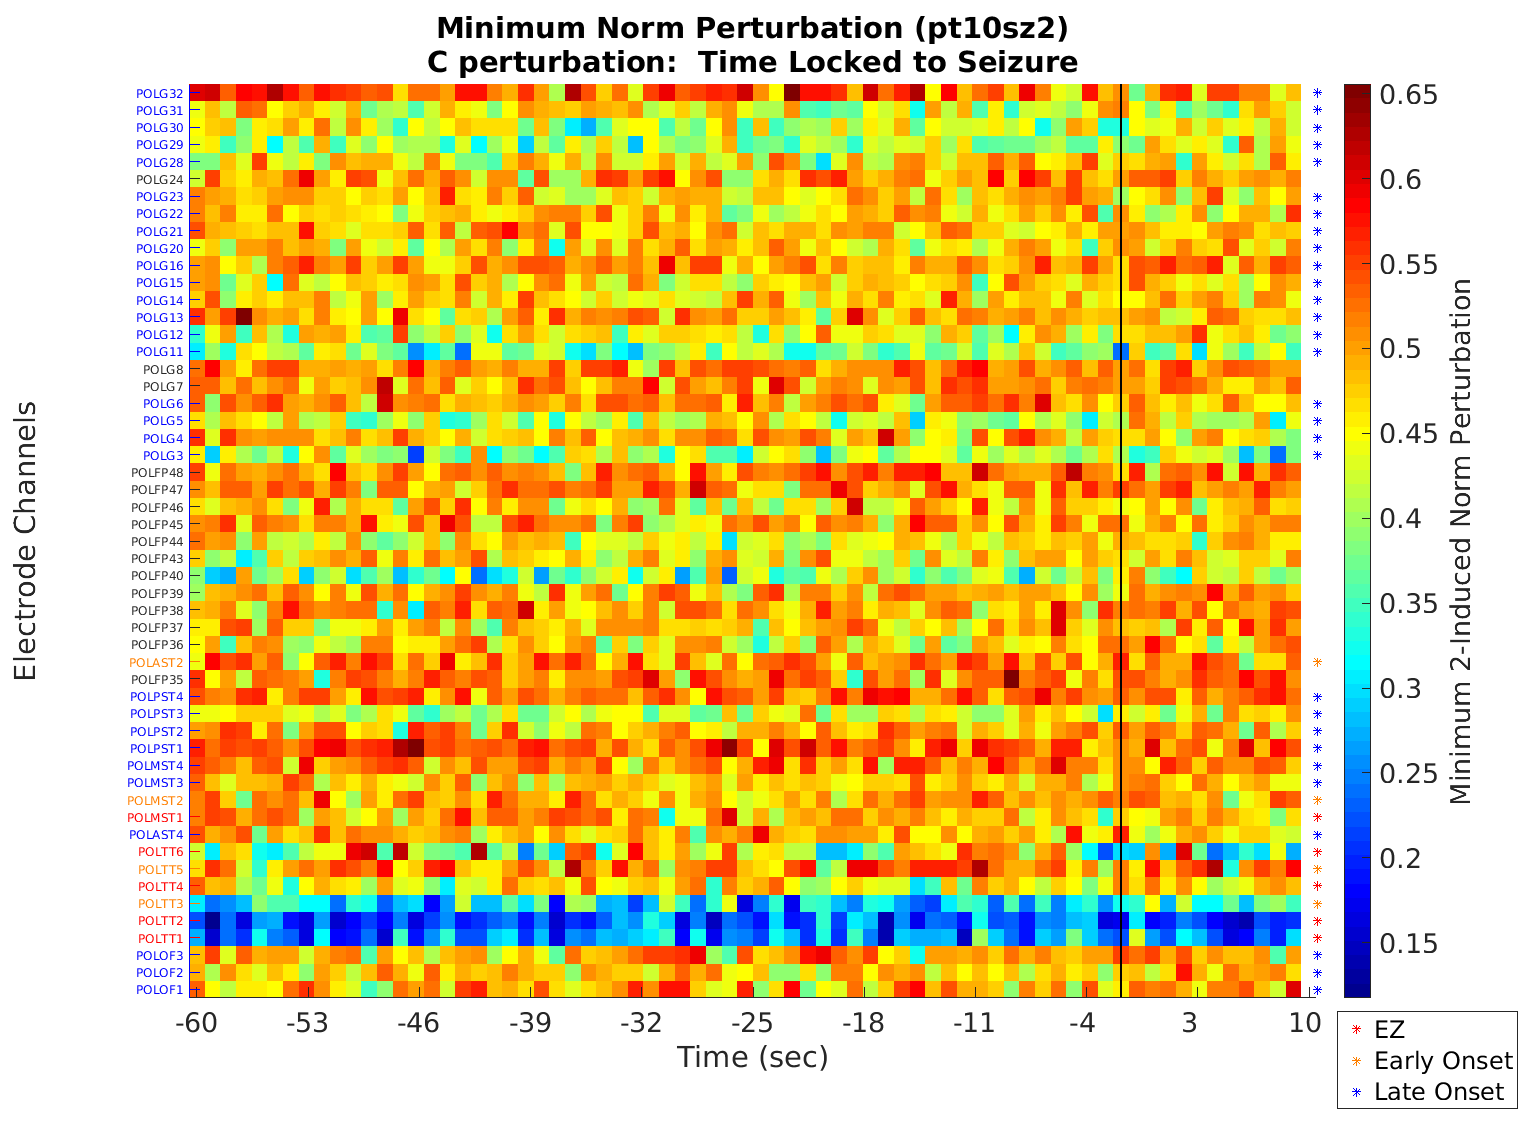 Minimum Norm Perturbation (pt10sz2)
C perturbation:  Time Locked to Seizure
Electrode Channels
POLG32
POLG31
POLG30
POLG29
POLG28
POLG24
POLG23
POLG22
POLG21
POLG20
POLG16
POLG15
POLG14
POLG13
POLG12
POLG11
POLG8
POLG7
POLG6
POLG5
POLG4
POLG3
POLFP48
POLFP47
POLFP46
POLFP45
POLFP44
POLFP43
POLFP40
POLFP39
POLFP38
POLFP37
POLFP36
POLAST2
POLFP35
POLPST4
POLPST3
POLPST2
POLPST1
POLMST4
POLMST3
POLMST2
POLMST1
POLAST4
POLTT6
POLTT5
POLTT4
POLTT3
POLTT2
POLTT1
POLOF3
POLOF2
POLOF1
-60 -53 -46 -39 -32 -25 -18 -11 -4 3 10
Time (sec)
0.65
0.6
0.55
0.5
0.45
0.4
0.35
0.3
0.25
0.2
0.15
Minimum 2-Induced Norm Perturbation
EZ
Early Onset
Late Onset